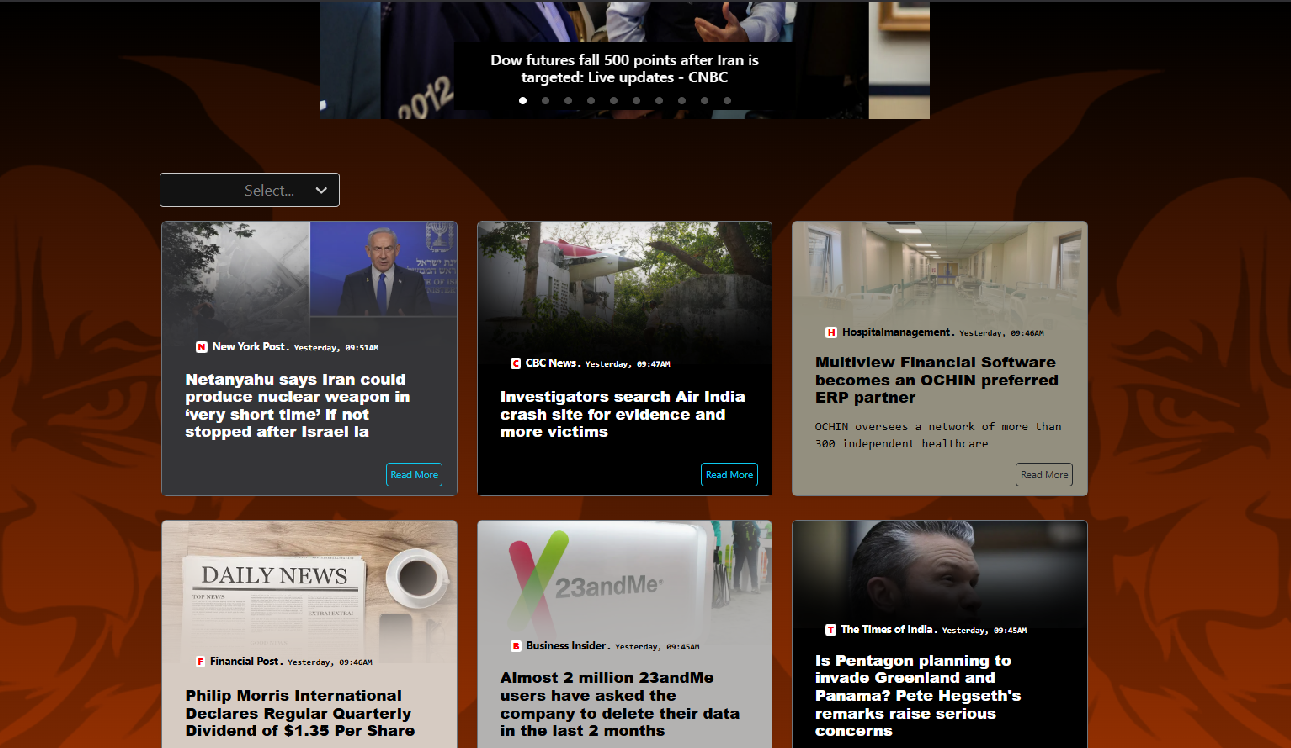 2012
Dow futures fall 500 points after Iran is
targeted: Live updates - CNBC
Select...
N New York Post. Yesterday, 09:51AM
Netanyahu says Iran could
produce nuclear weapon in
‘very short time’ if not
stopped after Israel la
Read More
C CBC News. Yesterday, 09:47AM
Investigators search Air India
crash site for evidence and
more victims
Read More
H Hospitalmanagement. Yesterday, 09:46AM
Multiview Financial Software
becomes an OCHIN preferred
ERP partner
OCHIN oversees a network of more than
300 independent healthcare
Read More
DAILY NEWS
TOP NEWS
F Financial Post. Yesterday, 09:46AM
Philip Morris International
Declares Regular Quarterly
Dividend of $1.35 Per Share
23andMe
B Business Insider. Yesterday, 09:45AM
Almost 2 million 23andMe
users have asked the
company to delete their data
in the last 2 months
T The Times of India. Yesterday, 09:45AM
Is Pentagon planning to
invade Greenland and
Panama? Pete Hegseth's
remarks raise serious
concerns